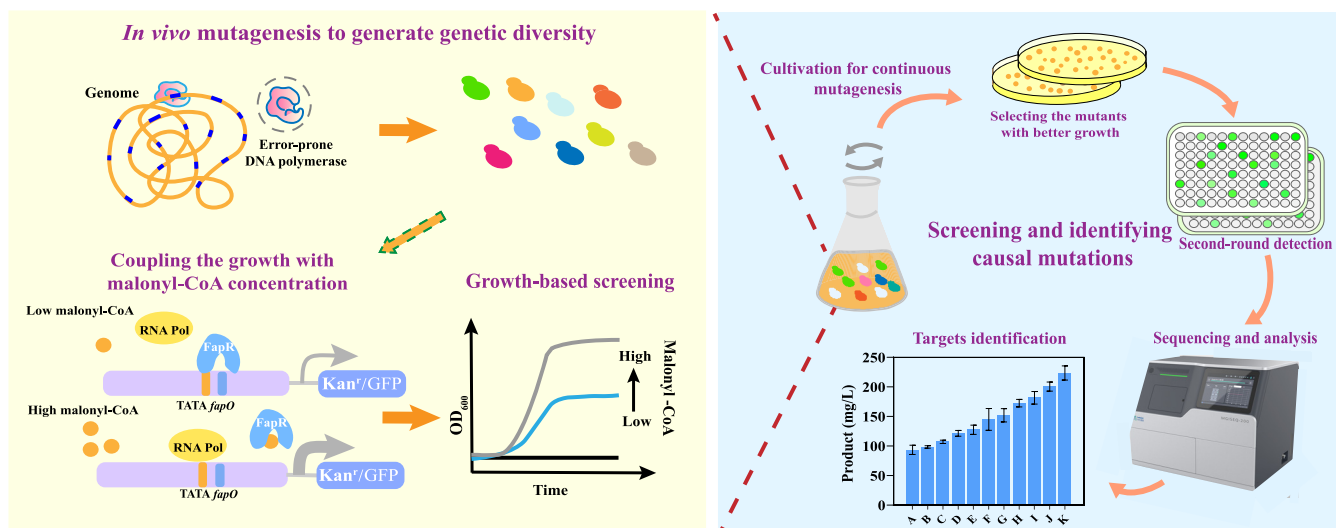 In vivo mutagenesis to generate genetic diversity
Genome
Error-prone
DNA polymerase
Coupling the growth with
malonyl-CoA concentration
Low malonyl-CoA
RNA Pol
FapR
Kanʳ/GFP
TATA fapO
High malonyl-CoA
FapR
RNA Pol
Kanʳ/GFP
TATA fapO
Growth-based screening
OD₆₀₀
High
Low
Malonyl -CoA
Time
Cultivation for continuous
mutagenesis
Selecting the mutants
with better growth
Second-round detection
Screening and identifying
causal mutations
Sequencing and analysis
Targets identification
Product (mg/L)
250
200
150
100
50
0
A B C D E F G H I J K